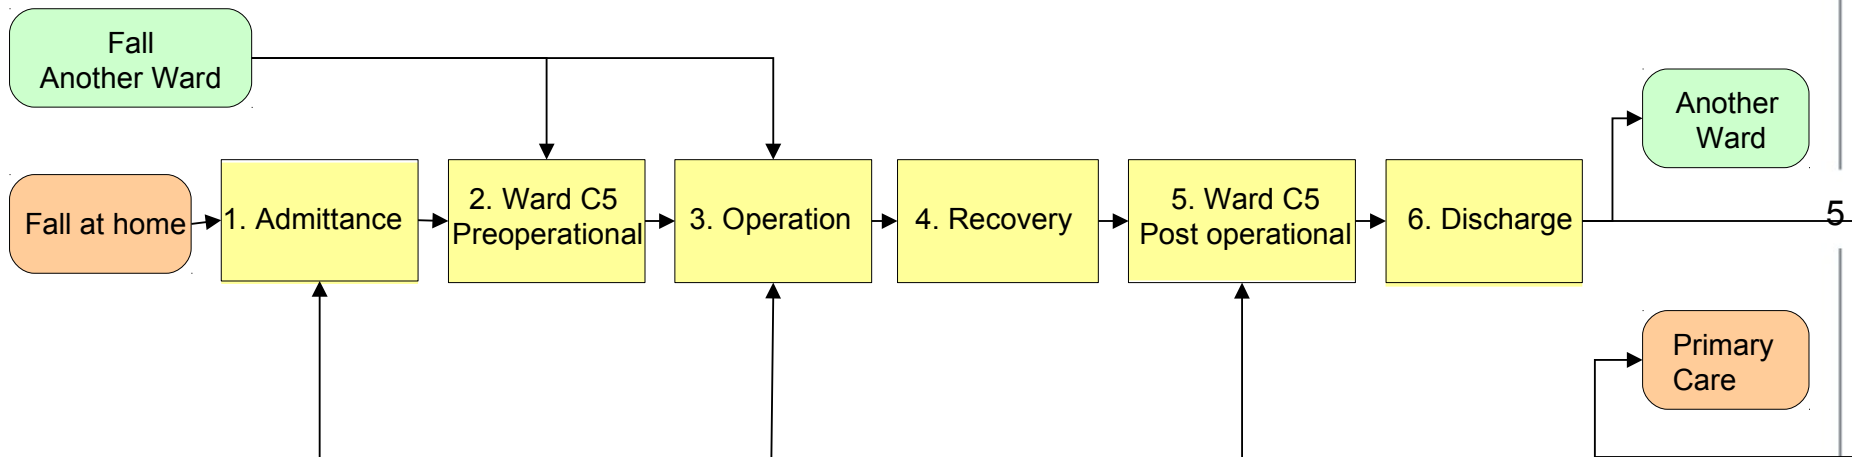 Fall
Another Ward
Another
Ward
Fall at home
1. Admittance
2. Ward C5
Preoperational
3. Operation
4. Recovery
5. Ward C5
Post operational
6. Discharge
5
Primary
Care